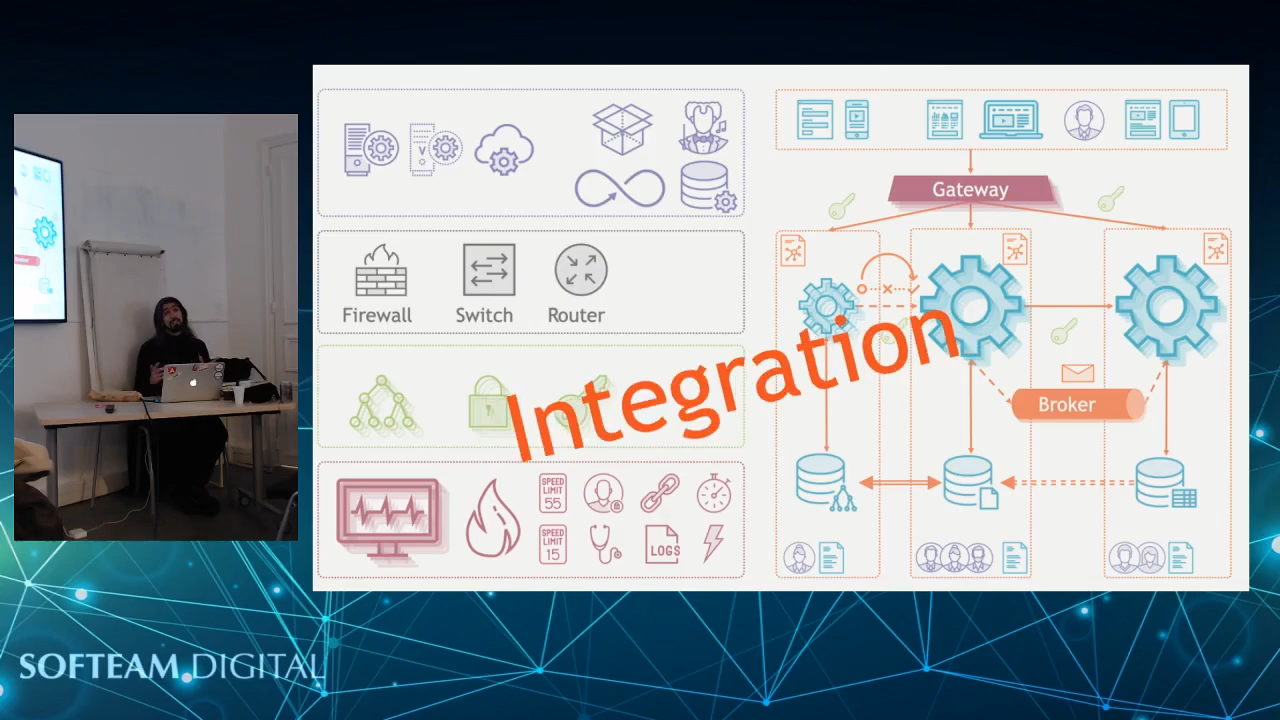 Gateway
Firewall
Switch
Router
Integration
Broker
SPEED
LIMIT
55
SPEED
LIMIT
15
LOGS
SOFTEAM DIGITAL